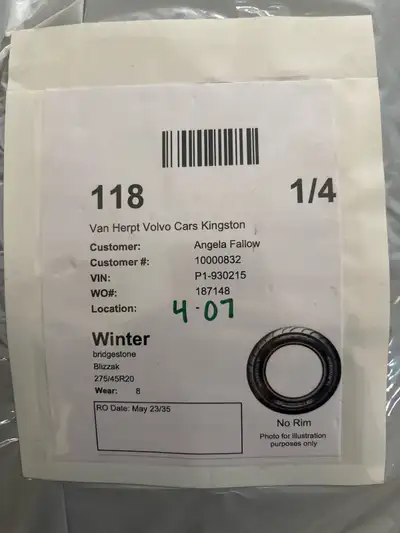 118 1/4
Van Herpt Volvo Cars Kingston
Customer: Angela Fallow
Customer #: 10000832
VIN: P1-930215
WO#: 187148
Location: 4-07
Winter
bridgestone
Blizzak
275/45R20
Wear: 8
RO Date: May 23/35
No Rim
Photo for illustration
purposes only